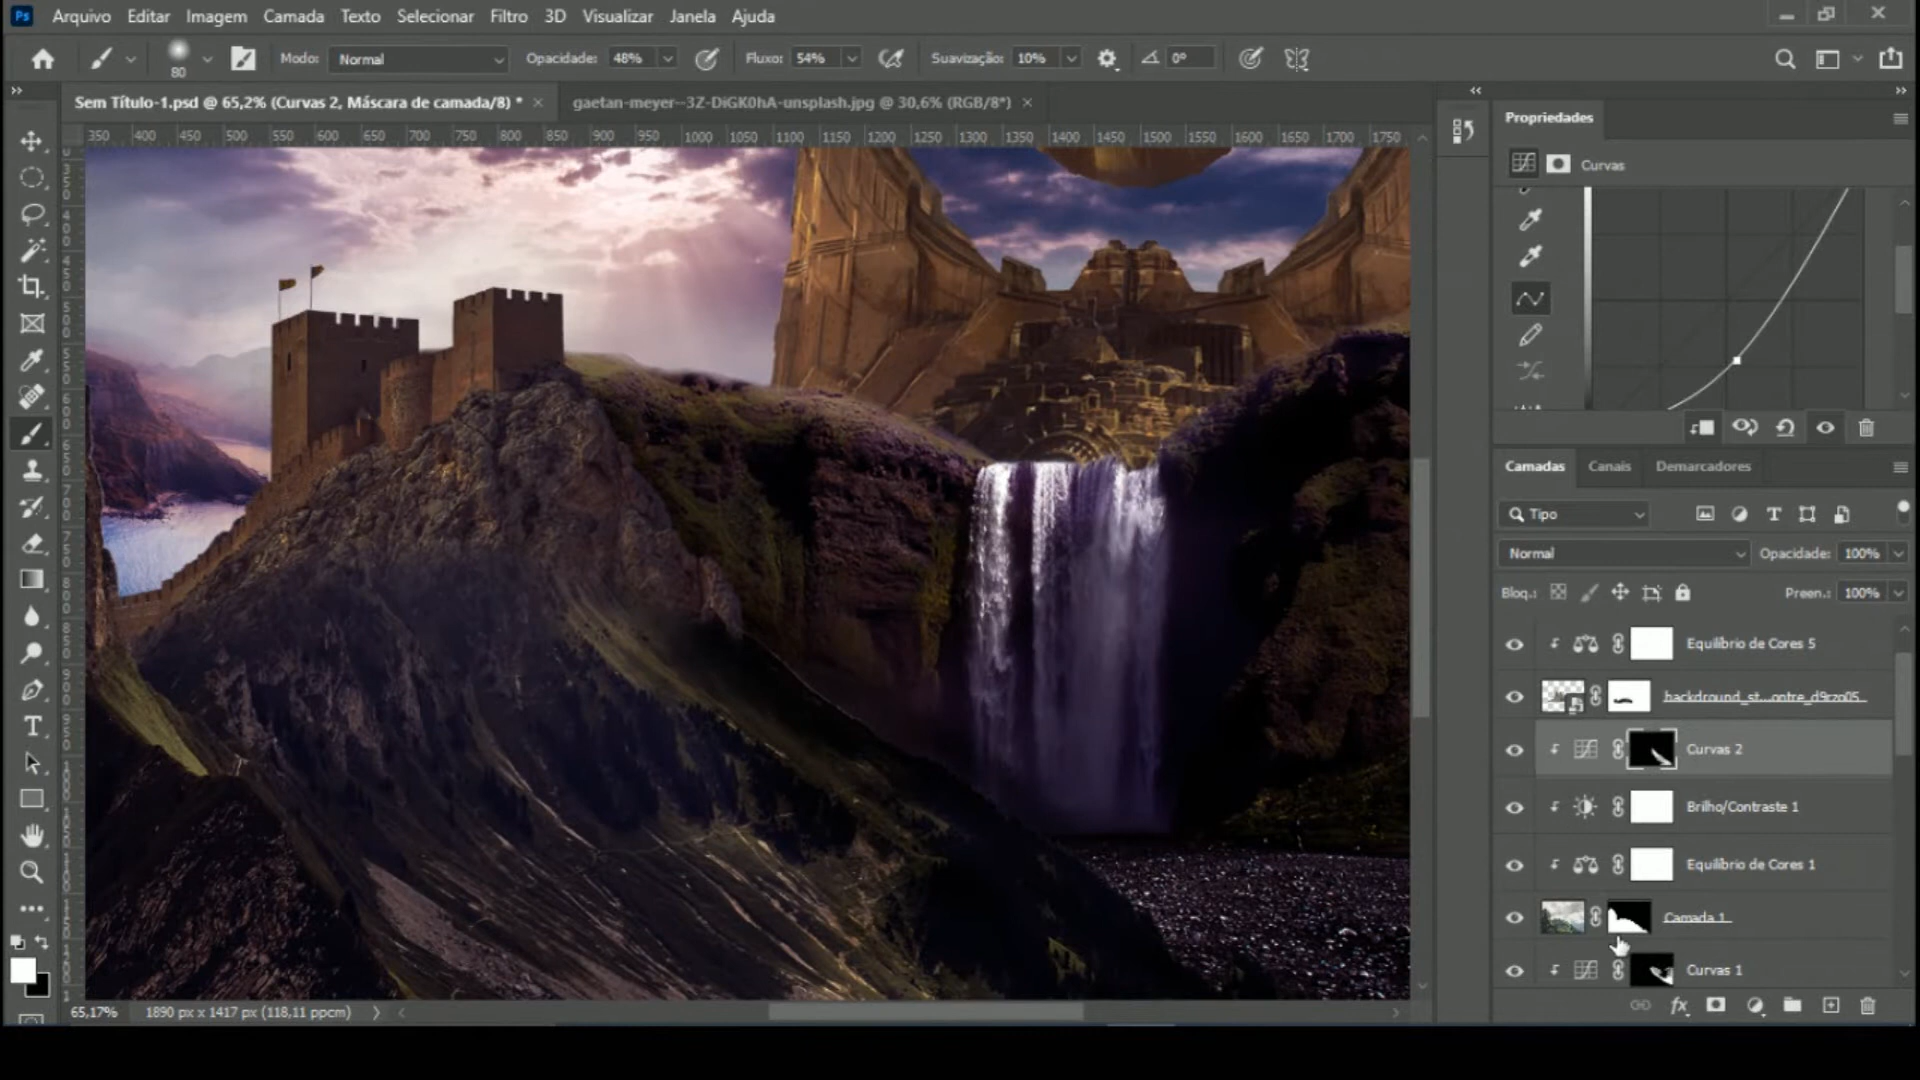 Ps Arquivo Editar Imagem Camada Texto Selecionar Filtro 3D Visualizar Janela Ajuda
80 Modo: Normal Opacidade: 48% Fluxo: 54% Suavização: 10% 0°
Sem Título-1.psd @ 65,2% (Curvas 2, Máscara de camada/8) * × gaetan-meyer--3Z-DiGK0hA-unsplash.jpg @ 30,6% (RGB/8*) ×
350 400 450 500 550 600 650 700 750 800 850 900 950 1000 1050 1100 1150 1200 1250 1300 1350 1400 1450 1500 1550 1600 1650 1700 1750
Propriedades
Curvas
Camadas Canais Demarcadores
Tipo
Normal Opacidade: 100%
Bloq.: Preen.: 100%
Equilíbrio de Cores 5
backdround_st...ontre_d9rzo05
Curvas 2
Brilho/Contraste 1
Equilíbrio de Cores 1
Camada 1
Curvas 1
fx
65,17% 1890 px x 1417 px (118,11 ppcm)